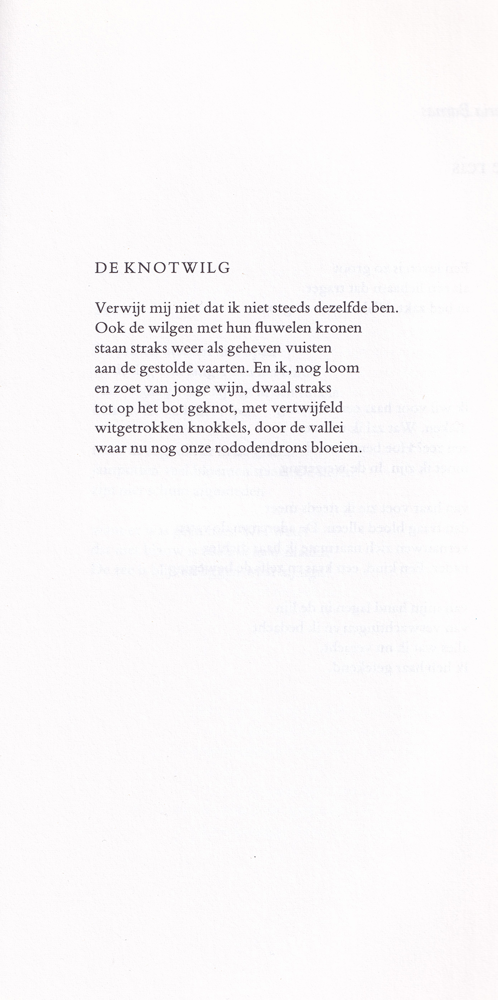 DE KNOTWILG
Verwijt mij niet dat ik niet steeds dezelfde ben.
Ook de wilgen met hun fluwelen kronen
staan straks weer als geheven vuisten
aan de gestolde vaarten. En ik, nog loom
en zoet van jonge wijn, dwaal straks
tot op het bot geknot, met vertwijfeld
witgetrokken knokkels, door de vallei
waar nu nog onze rododendrons bloeien.